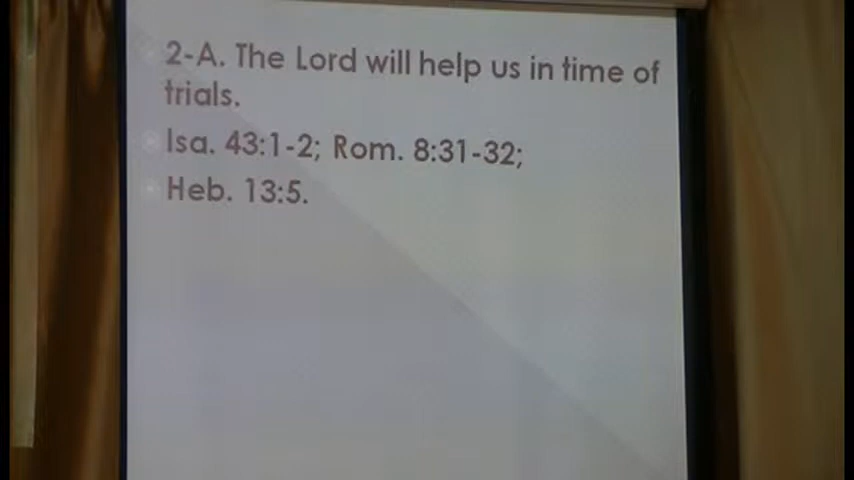 2-A. The Lord will help us in time of
trials.
Isa. 43:1-2; Rom. 8:31-32;
Heb. 13:5.